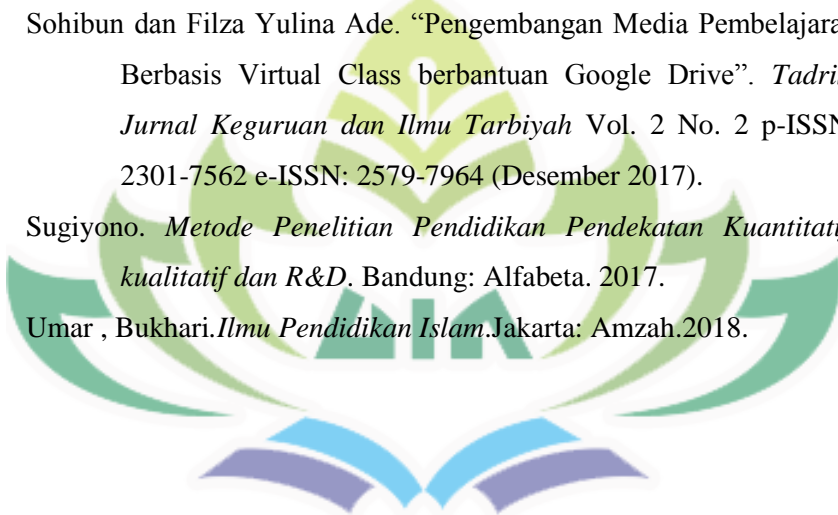 Sohibun dan Filza Yulina Ade. “Pengembangan Media Pembelajara
Berbasis Virtual Class berbantuan Google Drive”. Tadri
Jurnal Keguruan dan Ilmu Tarbiyah Vol. 2 No. 2 p-ISSN
2301-7562 e-ISSN: 2579-7964 (Desember 2017).
Sugiyono. Metode Penelitian Pendidikan Pendekatan Kuantitatif
kualitatif dan R&D. Bandung: Alfabeta. 2017.
Umar , Bukhari.Ilmu Pendidikan Islam.Jakarta: Amzah.2018.